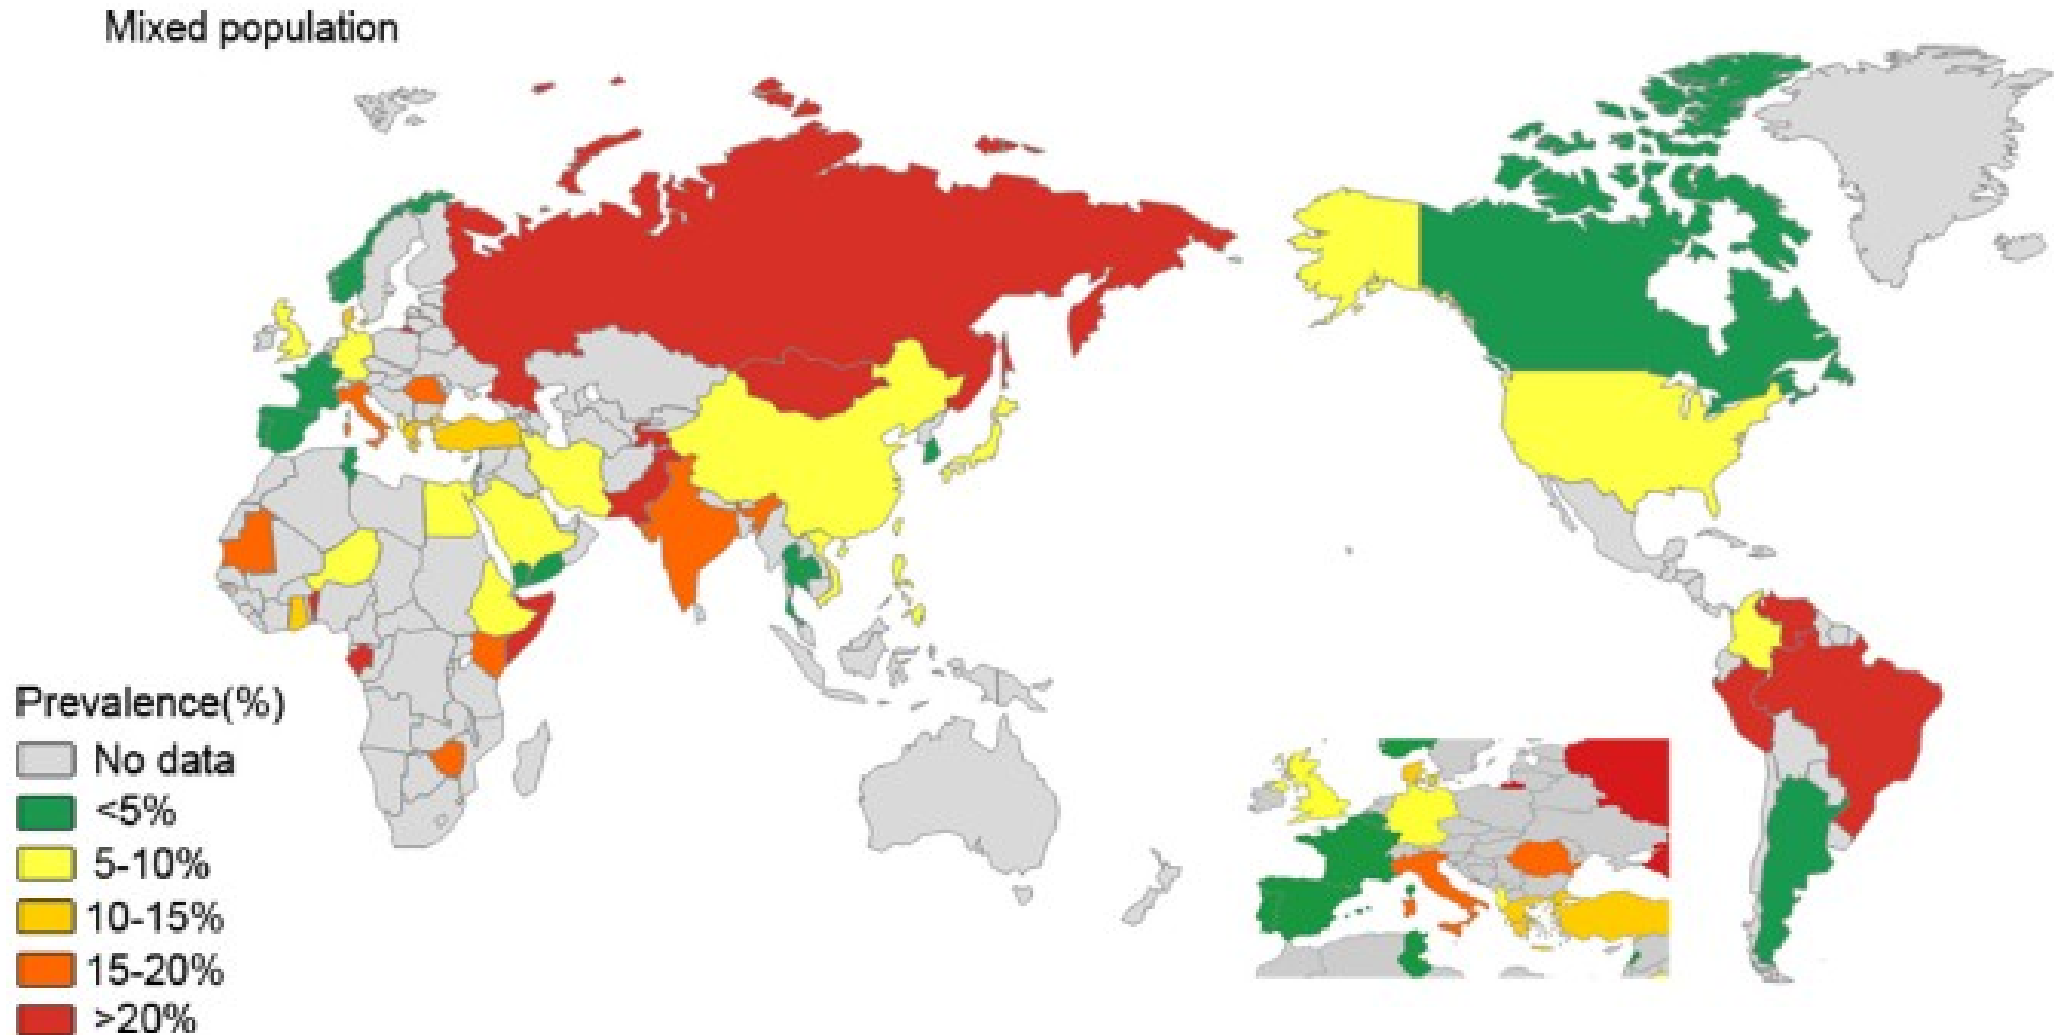 Mixed population
Prevalence(%)
No data
<5%
5-10%
10-15%
15-20%
>20%